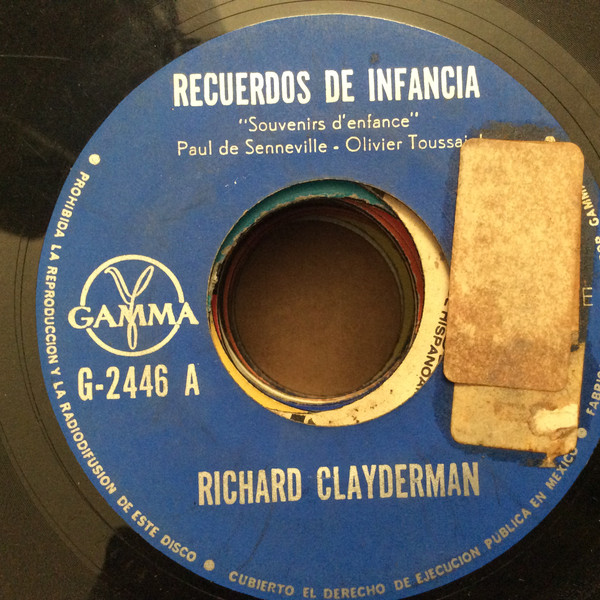 RECUERDOS DE INFANCIA
"Souvenirs d'enfance"
Paul de Senneville - Olivier
GAMMA
G-2446 A
HISPANO
RICHARD CLAYDERMAN
PROHIBIDA LA REPRODUCCION Y LA RADIODIFUSION DE ESTE DISCO
CUBIERTO EL DERECHO DE EJECUCION PUBLICA EN MEXICO